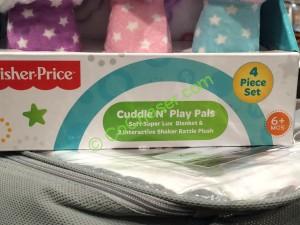 Fisher-Price
4
Piece
Set
Cuddle N' Play Pals
Soft Super Lux Blanket &
3 Interactive Shaker Rattle Plush
6+
MOS